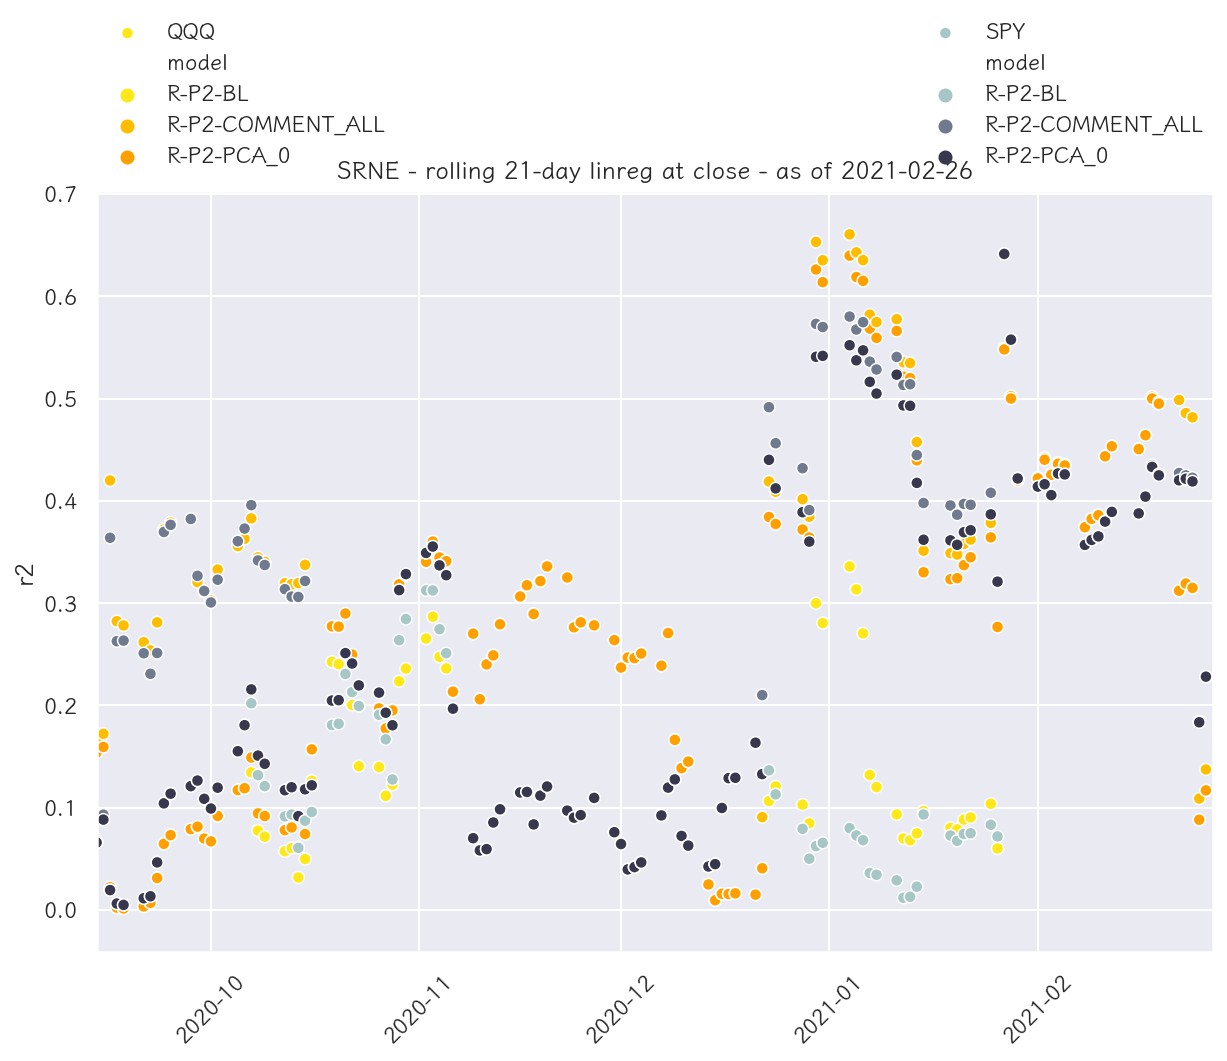 QQQ
model
R-P2-BL
R-P2-COMMENT_ALL
R-P2-PCA_0
SPY
model
R-P2-BL
R-P2-COMMENT_ALL
R-P2-PCA_0
SRNE - rolling 21-day linreg at close - as of 2021-02-26
0.7
0.6
0.5
0.4
0.3
0.2
0.1
0.0
r2
2020-10
2020-11
2020-12
2021-01
2021-02